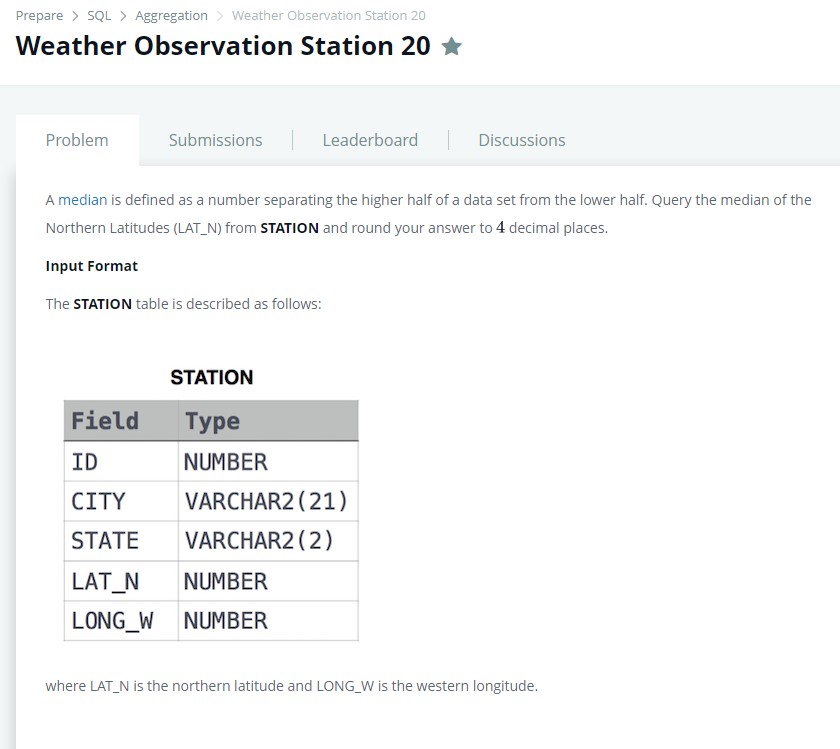 Prepare > SQL > Aggregation > Weather Observation Station 20
Weather Observation Station 20
Problem
Submissions
Leaderboard
Discussions
A median is defined as a number separating the higher half of a data set from the lower half. Query the median of the
Northern Latitudes (LAT_N) from STATION and round your answer to 4 decimal places.
Input Format
The STATION table is described as follows:
STATION
Field Type
ID NUMBER
CITY VARCHAR2(21)
STATE VARCHAR2(2)
LAT_N NUMBER
LONG_W NUMBER
where LAT_N is the northern latitude and LONG_W is the western longitude.